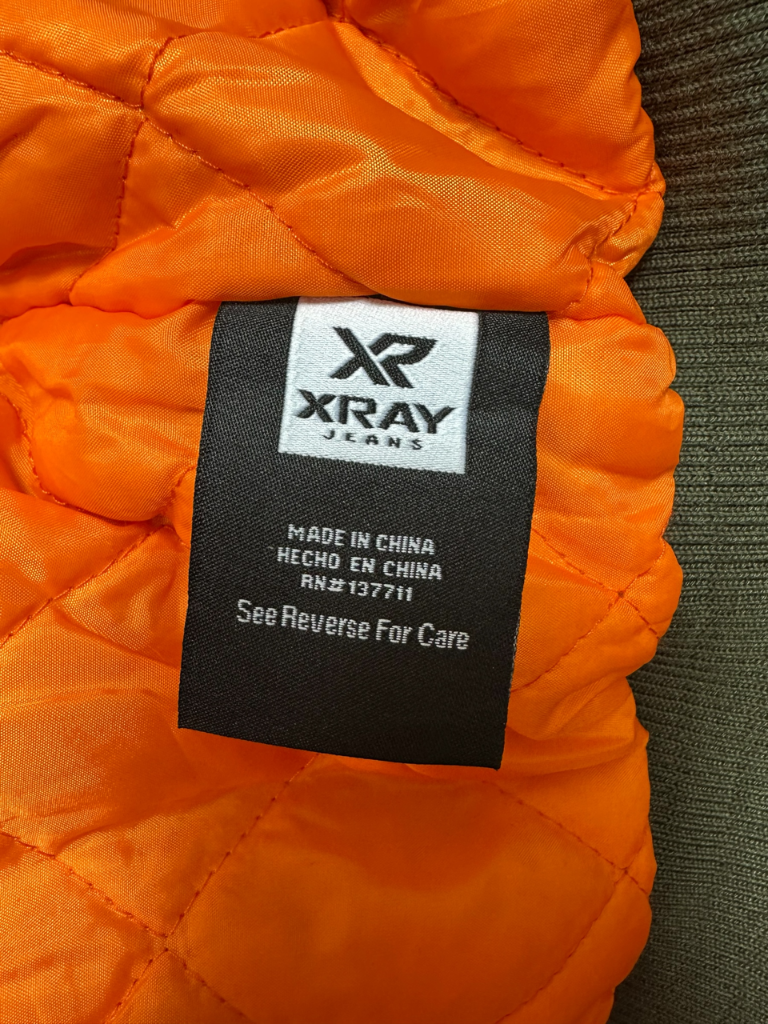 XR
XRAY
JEANS
MADE IN CHINA
HECHO EN CHINA
RN#137711
See Reverse For Care